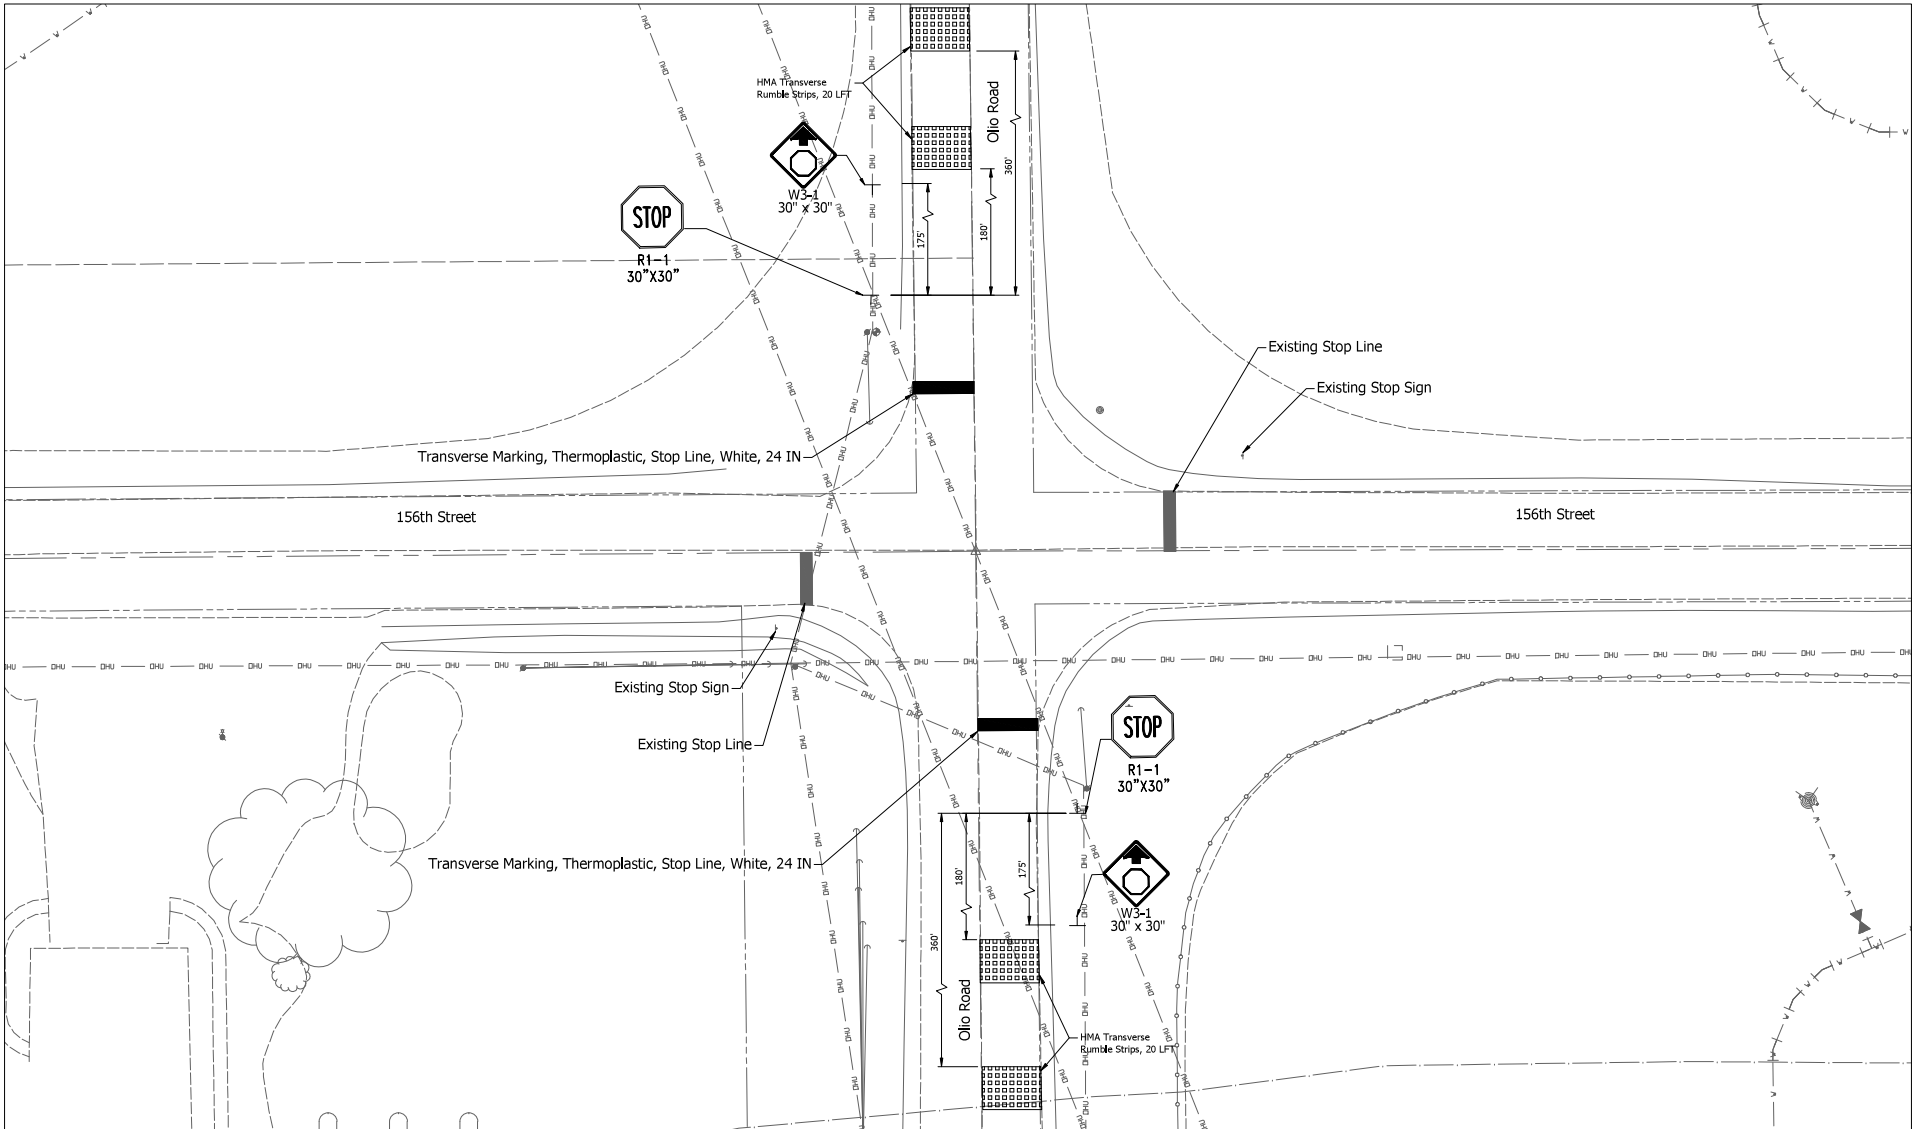 HMA Transverse
Rumble Strips, 20 LFT
Olio Road
360'
W3-1
30" x 30"
STOP
R1-1
30"X30"
175'
180'
Existing Stop Line
Existing Stop Sign
Transverse Marking, Thermoplastic, Stop Line, White, 24 IN
156th Street
156th Street
Existing Stop Sign
Existing Stop Line
STOP
R1-1
30"X30"
Transverse Marking, Thermoplastic, Stop Line, White, 24 IN
180'
175'
W3-1
30" x 30"
360'
Olio Road
HMA Transverse
Rumble Strips, 20 LFT